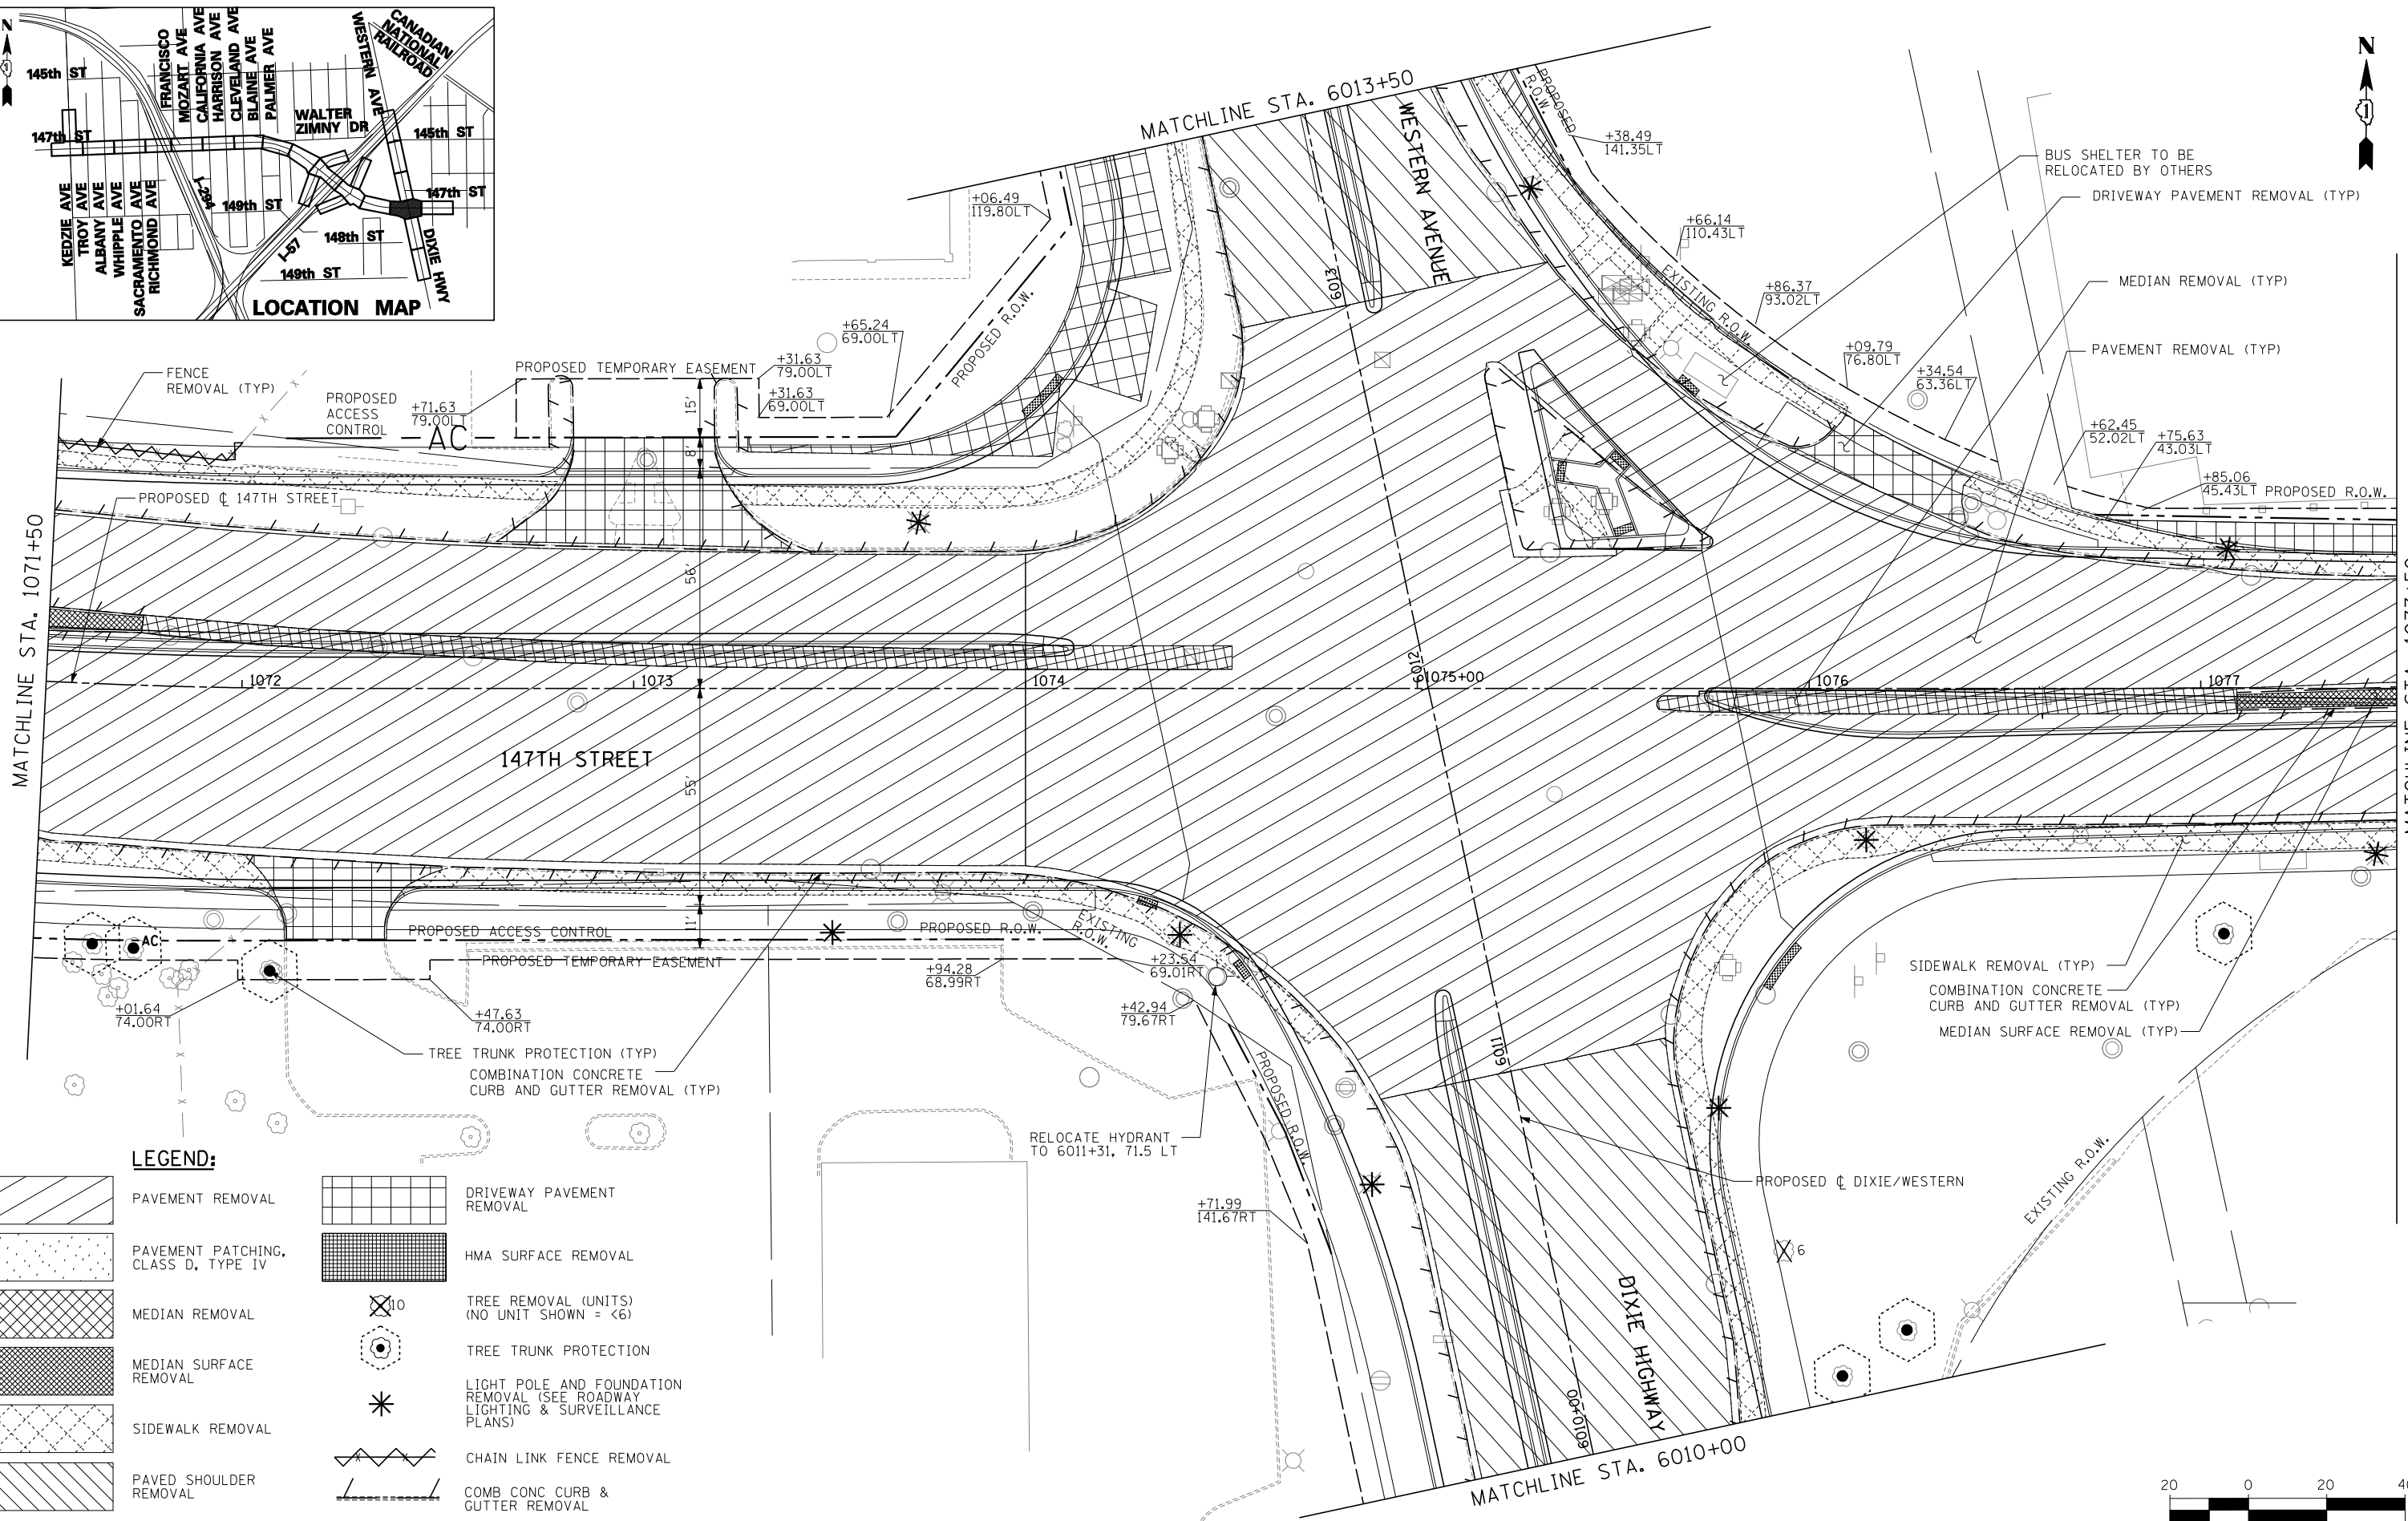 N
145th ST
147th ST
FRANCISCO
MOZART AVE
CALIFORNIA AVE
HARRISON AVE
CLEVELAND AVE
BLAINE AVE
PALMER AVE
WESTERN AVE
CANADIAN
NATIONAL
RAILROAD
WALTER
ZIMNY DR
145th ST
147th ST
KEDZIE AVE
TROY AVE
ALBANY AVE
WHIPPLE AVE
SACRAMENTO AVE
RICHMOND AVE
I-294
149th ST
148th ST
I-57
149th ST
DIXIE HWY
LOCATION MAP
N
MATCHLINE STA. 6013+50
WESTERN AVENUE
PROPOSED
R.O.W.
+38.49
141.35LT
BUS SHELTER TO BE
RELOCATED BY OTHERS
DRIVEWAY PAVEMENT REMOVAL (TYP)
+06.49
119.80LT
+66.14
110.43LT
EXISTING R.O.W.
+86.37
93.02LT
MEDIAN REMOVAL (TYP)
6013
+65.24
69.00LT
PROPOSED R.O.W.
+09.79
76.80LT
PAVEMENT REMOVAL (TYP)
+34.54
63.36LT
FENCE
REMOVAL (TYP)
PROPOSED TEMPORARY EASEMENT
+31.63
79.00LT
+31.63
69.00LT
PROPOSED
ACCESS
CONTROL
+71.63
79.00LT
AC
15'
8'
+62.45
52.02LT
+75.63
43.03LT
+85.06
45.43LT
PROPOSED R.O.W.
PROPOSED ℄ 147TH STREET
MATCHLINE STA. 1071+50
56'
1072
1073
1074
6012
1075+00
1076
1077
147TH STREET
55'
11'
PROPOSED ACCESS CONTROL
PROPOSED R.O.W.
EXISTING
R.O.W.
AC
PROPOSED TEMPORARY EASEMENT
+94.28
68.99RT
+23.54
69.01RT
+42.94
79.67RT
+01.64
74.00RT
+47.63
74.00RT
TREE TRUNK PROTECTION (TYP)
COMBINATION CONCRETE
CURB AND GUTTER REMOVAL (TYP)
SIDEWALK REMOVAL (TYP)
COMBINATION CONCRETE
CURB AND GUTTER REMOVAL (TYP)
MEDIAN SURFACE REMOVAL (TYP)
6011
RELOCATE HYDRANT
TO 6011+31, 71.5 LT
PROPOSED R.O.W.
PROPOSED ℄ DIXIE/WESTERN
+71.99
141.67RT
EXISTING R.O.W.
6
DIXIE HIGHWAY
6010+00
MATCHLINE STA. 6010+00
LEGEND:
PAVEMENT REMOVAL
PAVEMENT PATCHING,
CLASS D, TYPE IV
MEDIAN REMOVAL
MEDIAN SURFACE
REMOVAL
SIDEWALK REMOVAL
PAVED SHOULDER
REMOVAL
DRIVEWAY PAVEMENT
REMOVAL
HMA SURFACE REMOVAL
10
TREE REMOVAL (UNITS)
(NO UNIT SHOWN = <6)
TREE TRUNK PROTECTION
LIGHT POLE AND FOUNDATION
REMOVAL (SEE ROADWAY
LIGHTING & SURVEILLANCE
PLANS)
CHAIN LINK FENCE REMOVAL
COMB CONC CURB &
GUTTER REMOVAL
20 0 20